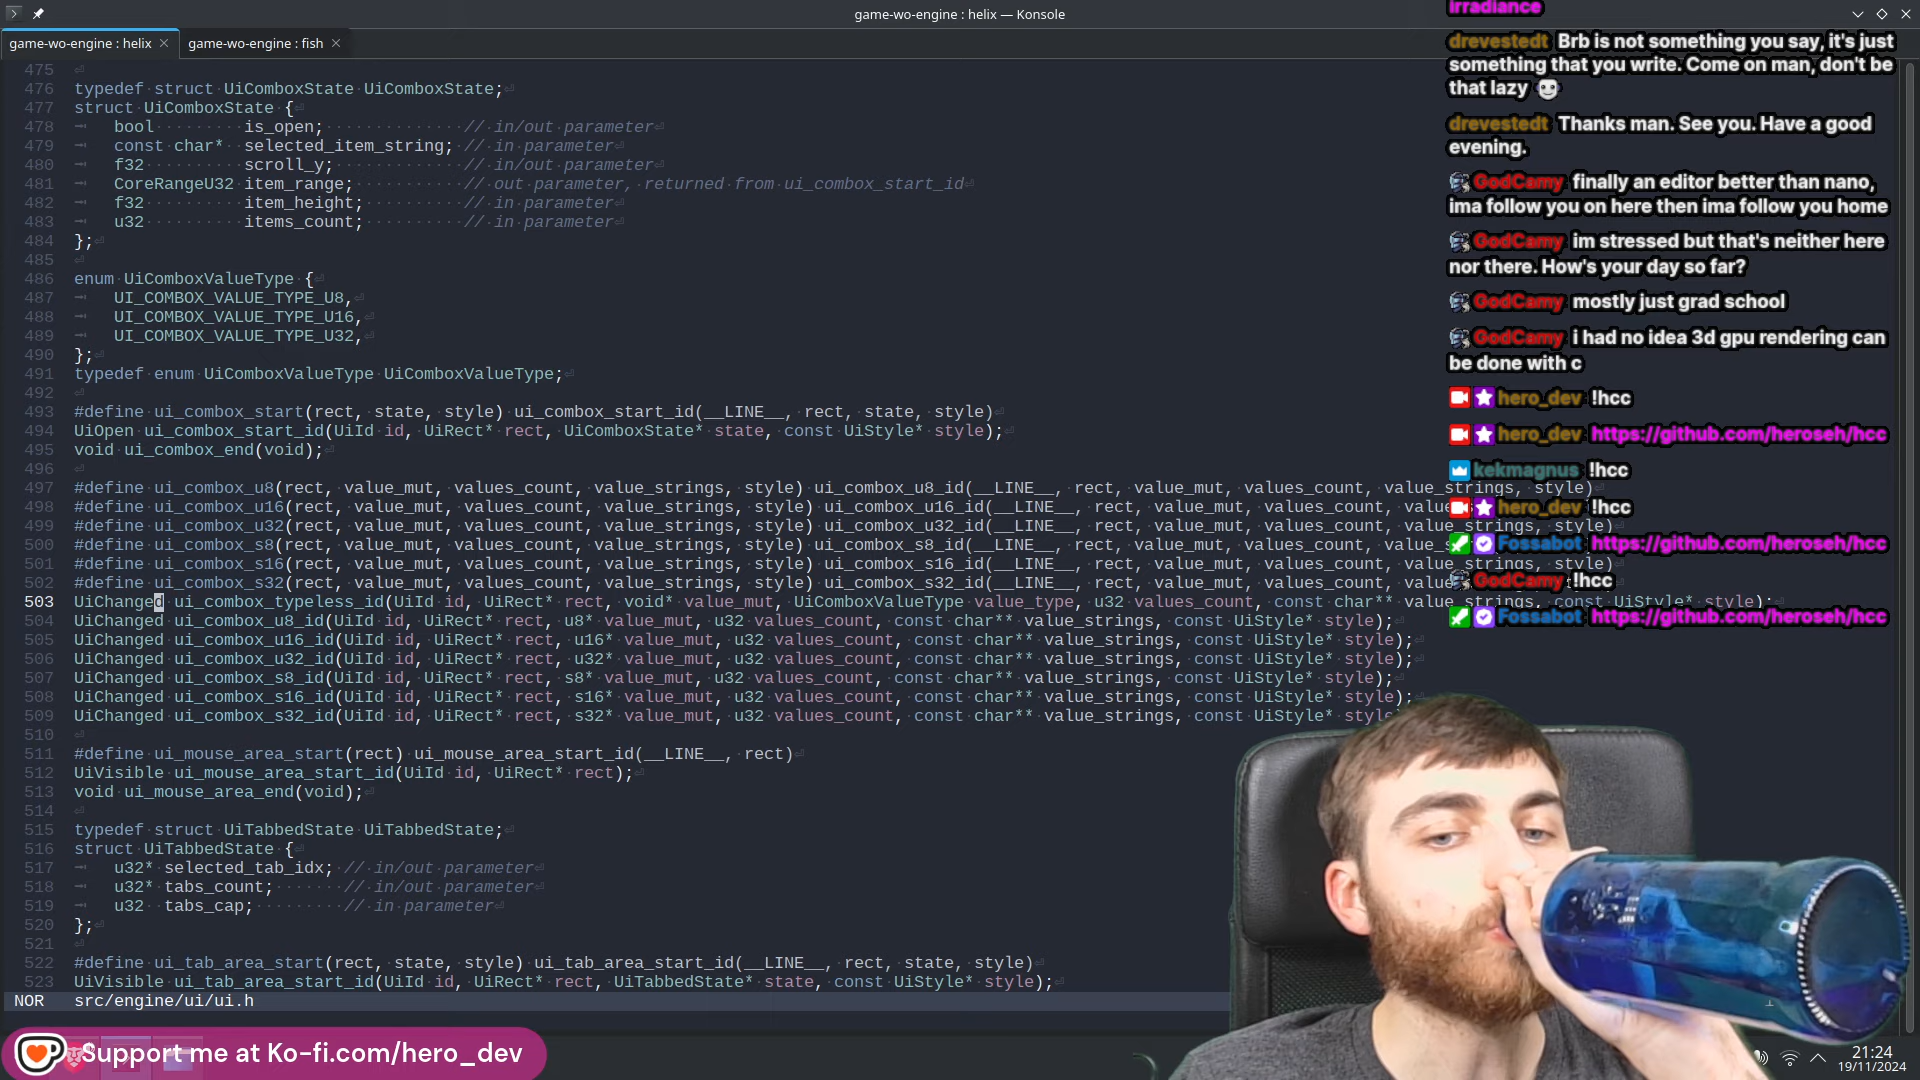 game-wo-engine : helix — Konsole
game-wo-engine : helix
game-wo-engine : fish
475
476 typedef struct UiComboxState UiComboxState;
477 struct UiComboxState {
478 bool is_open; // in/out parameter
479 const char* selected_item_string; // in parameter
480 f32 scroll_y; // in/out parameter
481 CoreRangeU32 item_range; // out parameter, returned from ui_combox_start_id
482 f32 item_height; // in parameter
483 u32 items_count; // in parameter
484 };
485
486 enum UiComboxValueType {
487 UI_COMBOX_VALUE_TYPE_U8,
488 UI_COMBOX_VALUE_TYPE_U16,
489 UI_COMBOX_VALUE_TYPE_U32,
490 };
491 typedef enum UiComboxValueType UiComboxValueType;
492
493 #define ui_combox_start(rect, state, style) ui_combox_start_id(__LINE__, rect, state, style)
494 UiOpen ui_combox_start_id(UiId id, UiRect* rect, UiComboxState* state, const UiStyle* style);
495 void ui_combox_end(void);
496
497 #define ui_combox_u8(rect, value_mut, values_count, value_strings, style) ui_combox_u8_id(__LINE__, rect, value_mut, values_count, value_strings, style)
498 #define ui_combox_u16(rect, value_mut, values_count, value_strings, style) ui_combox_u16_id(__LINE__, rect, value_mut, values_count,
499 #define ui_combox_u32(rect, value_mut, values_count, value_strings, style) ui_combox_u32_id(__LINE__, rect, value_mut, values_count, value_strings, style)
500 #define ui_combox_s8(rect, value_mut, values_count, value_strings, style) ui_combox_s8_id(__LINE__, rect, value_mut, values_count,
501 #define ui_combox_s16(rect, value_mut, values_count, value_strings, style) ui_combox_s16_id(__LINE__, rect, value_mut, values_count, value_strings, style)
502 #define ui_combox_s32(rect, value_mut, values_count, value_strings, style) ui_combox_s32_id(__LINE__, rect, value_mut, values_count,
503 UiChanged ui_combox_typeless_id(UiId id, UiRect* rect, void* value_mut, UiComboxValueType value_type, u32 values_count, const char** value_strings, const UiStyle* style);
504 UiChanged ui_combox_u8_id(UiId id, UiRect* rect, u8* value_mut, u32 values_count, const char** value_strings, const UiStyle* style);
505 UiChanged ui_combox_u16_id(UiId id, UiRect* rect, u16* value_mut, u32 values_count, const char** value_strings, const UiStyle* style);
506 UiChanged ui_combox_u32_id(UiId id, UiRect* rect, u32* value_mut, u32 values_count, const char** value_strings, const UiStyle* style);
507 UiChanged ui_combox_s8_id(UiId id, UiRect* rect, s8* value_mut, u32 values_count, const char** value_strings, const UiStyle* style);
508 UiChanged ui_combox_s16_id(UiId id, UiRect* rect, s16* value_mut, u32 values_count, const char** value_strings, const UiStyle* style);
509 UiChanged ui_combox_s32_id(UiId id, UiRect* rect, s32* value_mut, u32 values_count, const char** value_strings, const UiStyle* style
510
511 #define ui_mouse_area_start(rect) ui_mouse_area_start_id(__LINE__, rect)
512 UiVisible ui_mouse_area_start_id(UiId id, UiRect* rect);
513 void ui_mouse_area_end(void);
514
515 typedef struct UiTabbedState UiTabbedState;
516 struct UiTabbedState {
517 u32* selected_tab_idx; // in/out parameter
518 u32* tabs_count; // in/out parameter
519 u32 tabs_cap; // in parameter
520 };
521
522 #define ui_tab_area_start(rect, state, style) ui_tab_area_start_id(__LINE__, rect, state, style)
523 UiVisible ui_tab_area_start_id(UiId id, UiRect* rect, UiTabbedState* state, const UiStyle* style);
NOR src/engine/ui/ui.h
irradiance
drevestedt Brb is not something you say, it's just
something that you write. Come on man, don't be
that lazy
drevestedt Thanks man. See you. Have a good
evening.
GodCamy finally an editor better than nano,
ima follow you on here then ima follow you home
GodCamy im stressed but that's neither here
nor there. How's your day so far?
GodCamy mostly just grad school
GodCamy i had no idea 3d gpu rendering can
be done with c
hero_dev !hcc
hero_dev https://github.com/heroseh/hcc
kekmagnus !hcc
hero_dev !hcc
Fossabot https://github.com/heroseh/hcc
GodCamy !hcc
Fossabot https://github.com/heroseh/hcc
Support me at Ko-fi.com/hero_dev
21:24
19/11/2024